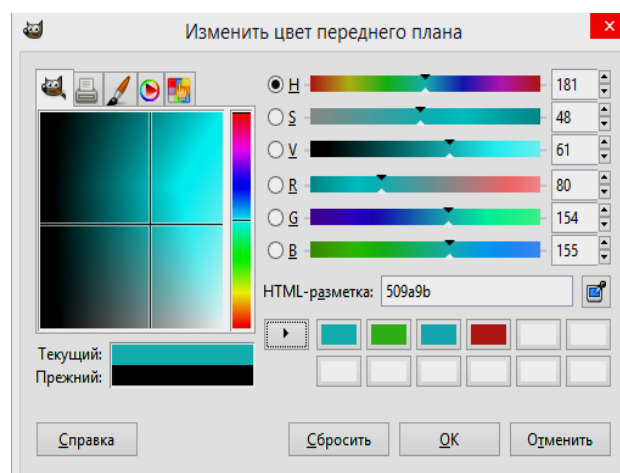 Изменить цвет переднего плана
H 181
S 48
V 61
R 80
G 154
B 155
HTML-разметка: 509a9b
Текущий:
Прежний:
Справка Сбросить OK Отменить